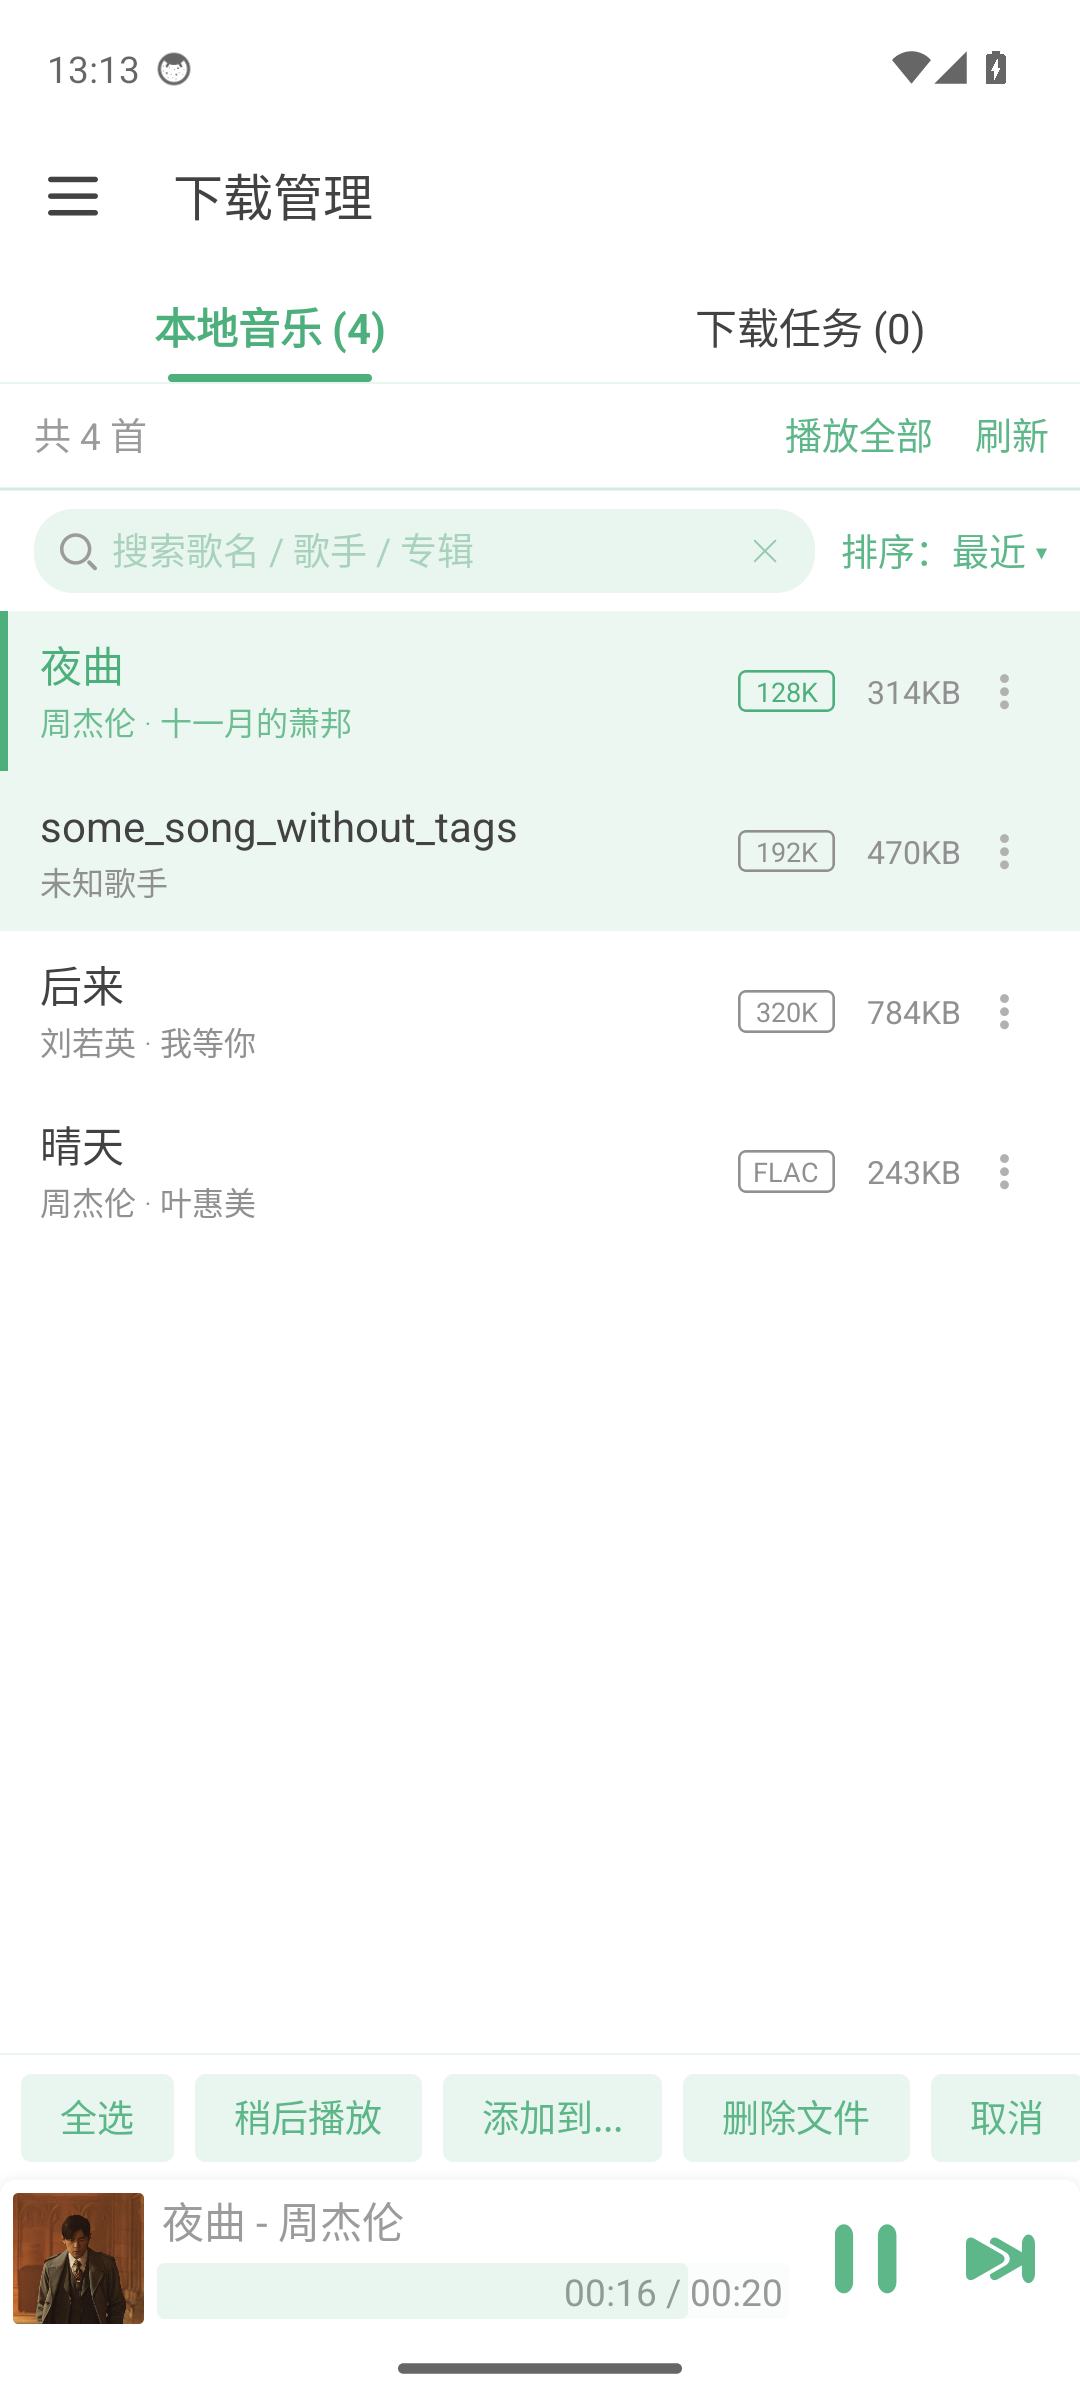 13:13
下载管理
本地音乐 (4)
下载任务 (0)
共 4 首
播放全部
刷新
搜索歌名 / 歌手 / 专辑
排序：最近 ▾
夜曲
周杰伦 · 十一月的萧邦
128K
314KB
some_song_without_tags
未知歌手
192K
470KB
后来
刘若英 · 我等你
320K
784KB
晴天
周杰伦 · 叶惠美
FLAC
243KB
全选
稍后播放
添加到...
删除文件
取消
夜曲 - 周杰伦
00:16 / 00:20